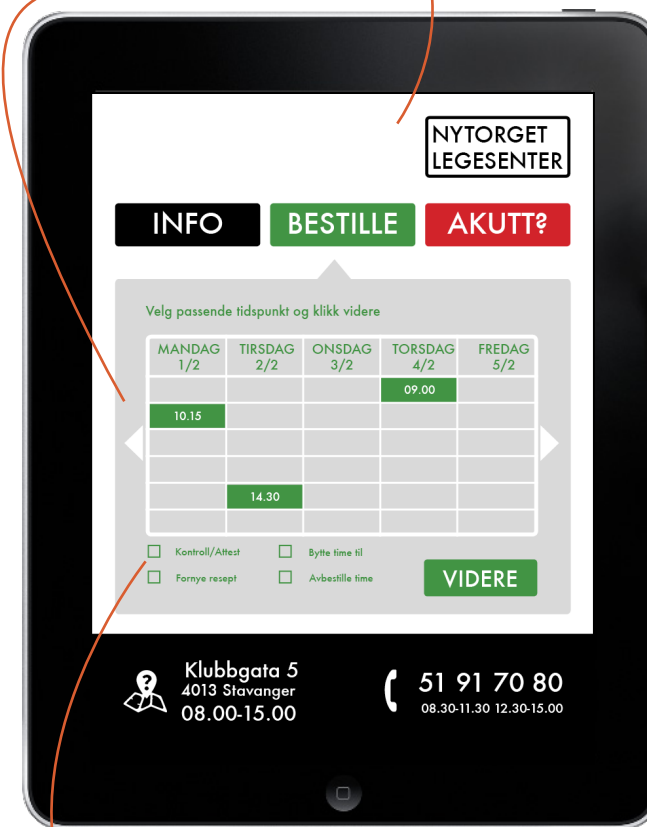 NYTORGET
LEGESENTER
INFO BESTILLE AKUTT?
Velg passende tidspunkt og klikk videre
MANDAG TIRSDAG ONSDAG TORSDAG FREDAG
1/2 2/2 3/2 4/2 5/2
09.00
10.15
14.30
Kontroll/Attest Bytte time til
Fornye resept Avbestille time
VIDERE
?
Klubbgata 5
4013 Stavanger
08.00-15.00
51 91 70 80
08.30-11.30 12.30-15.00